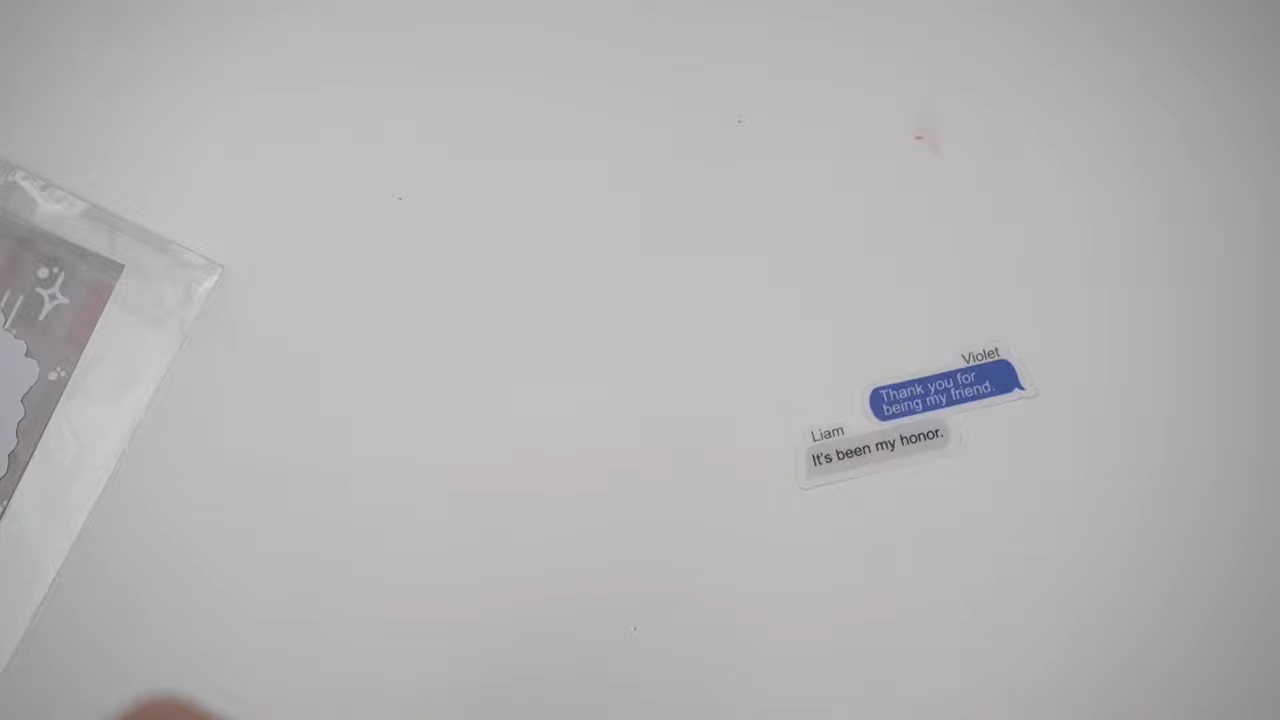 Violet
Thank you for
being my friend.
Liam
It's been my honor.